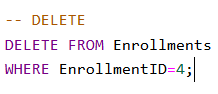 -- DELETE
DELETE FROM Enrollments
WHERE EnrollmentID=4;